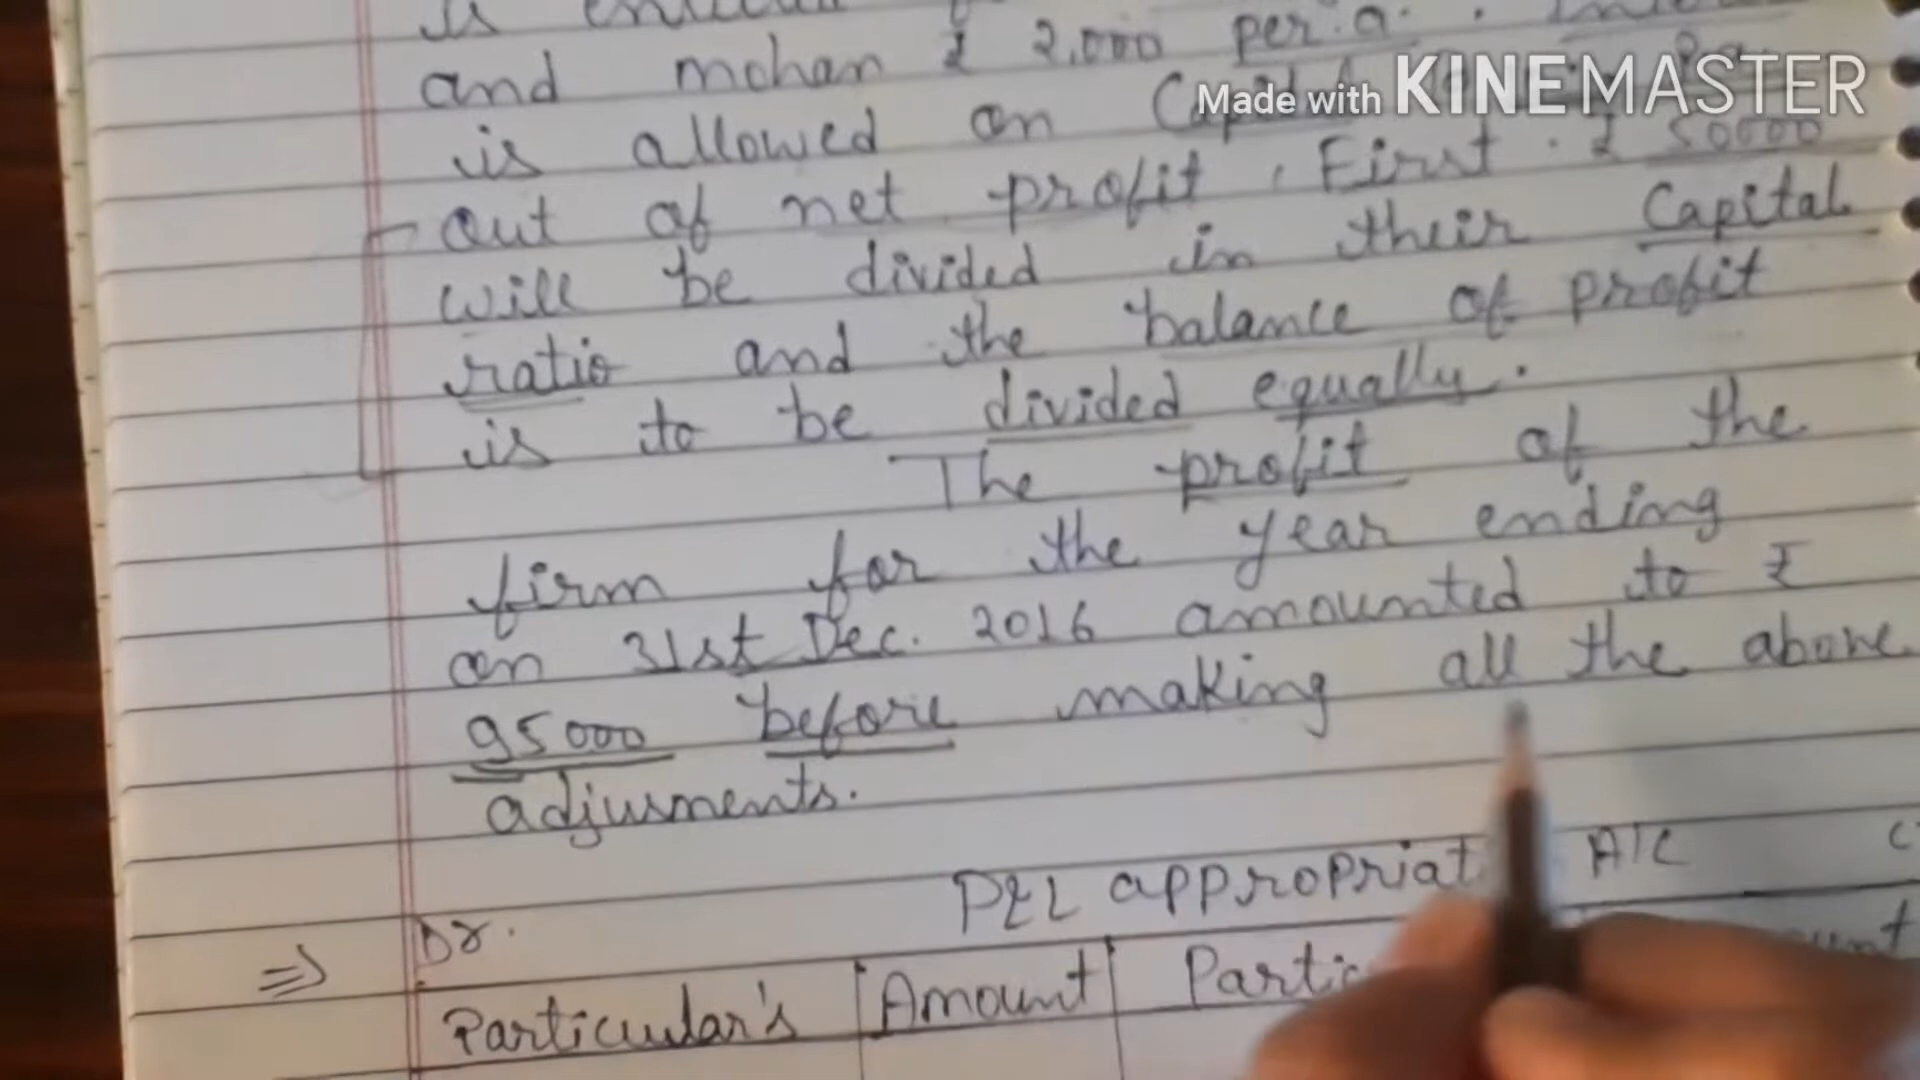 is
and mohan ₹ 2,000 per.a.
is allowed on
Made with KINEMASTER
out of net profit. First. ₹ 50000
will be divided in their Capital
ratio and the balance of profit
is to be divided equally.
The profit of the
firm for the year ending
on 31st Dec. 2016 amounted to ₹
95000 before making all the above
adjusments.
P&L appropriat A/C
Dr.
⇒
Particular's Amount Partic